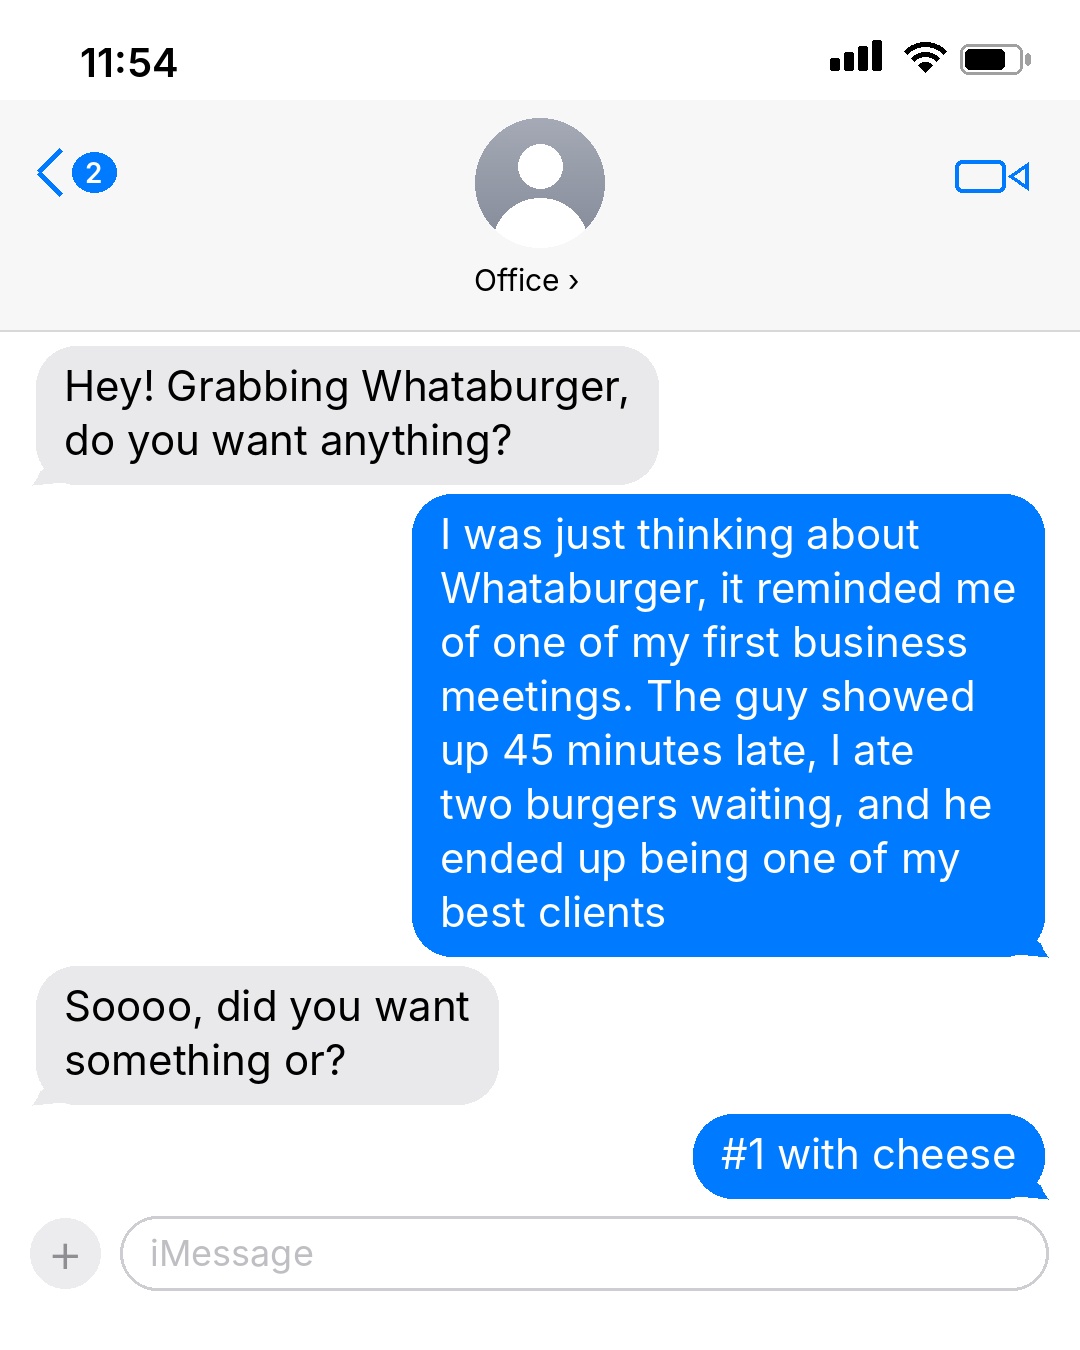 11:54
2
Office ›
Hey! Grabbing Whataburger,
do you want anything?
I was just thinking about
Whataburger, it reminded me
of one of my first business
meetings. The guy showed
up 45 minutes late, I ate
two burgers waiting, and he
ended up being one of my
best clients
Soooo, did you want
something or?
#1 with cheese
+
iMessage